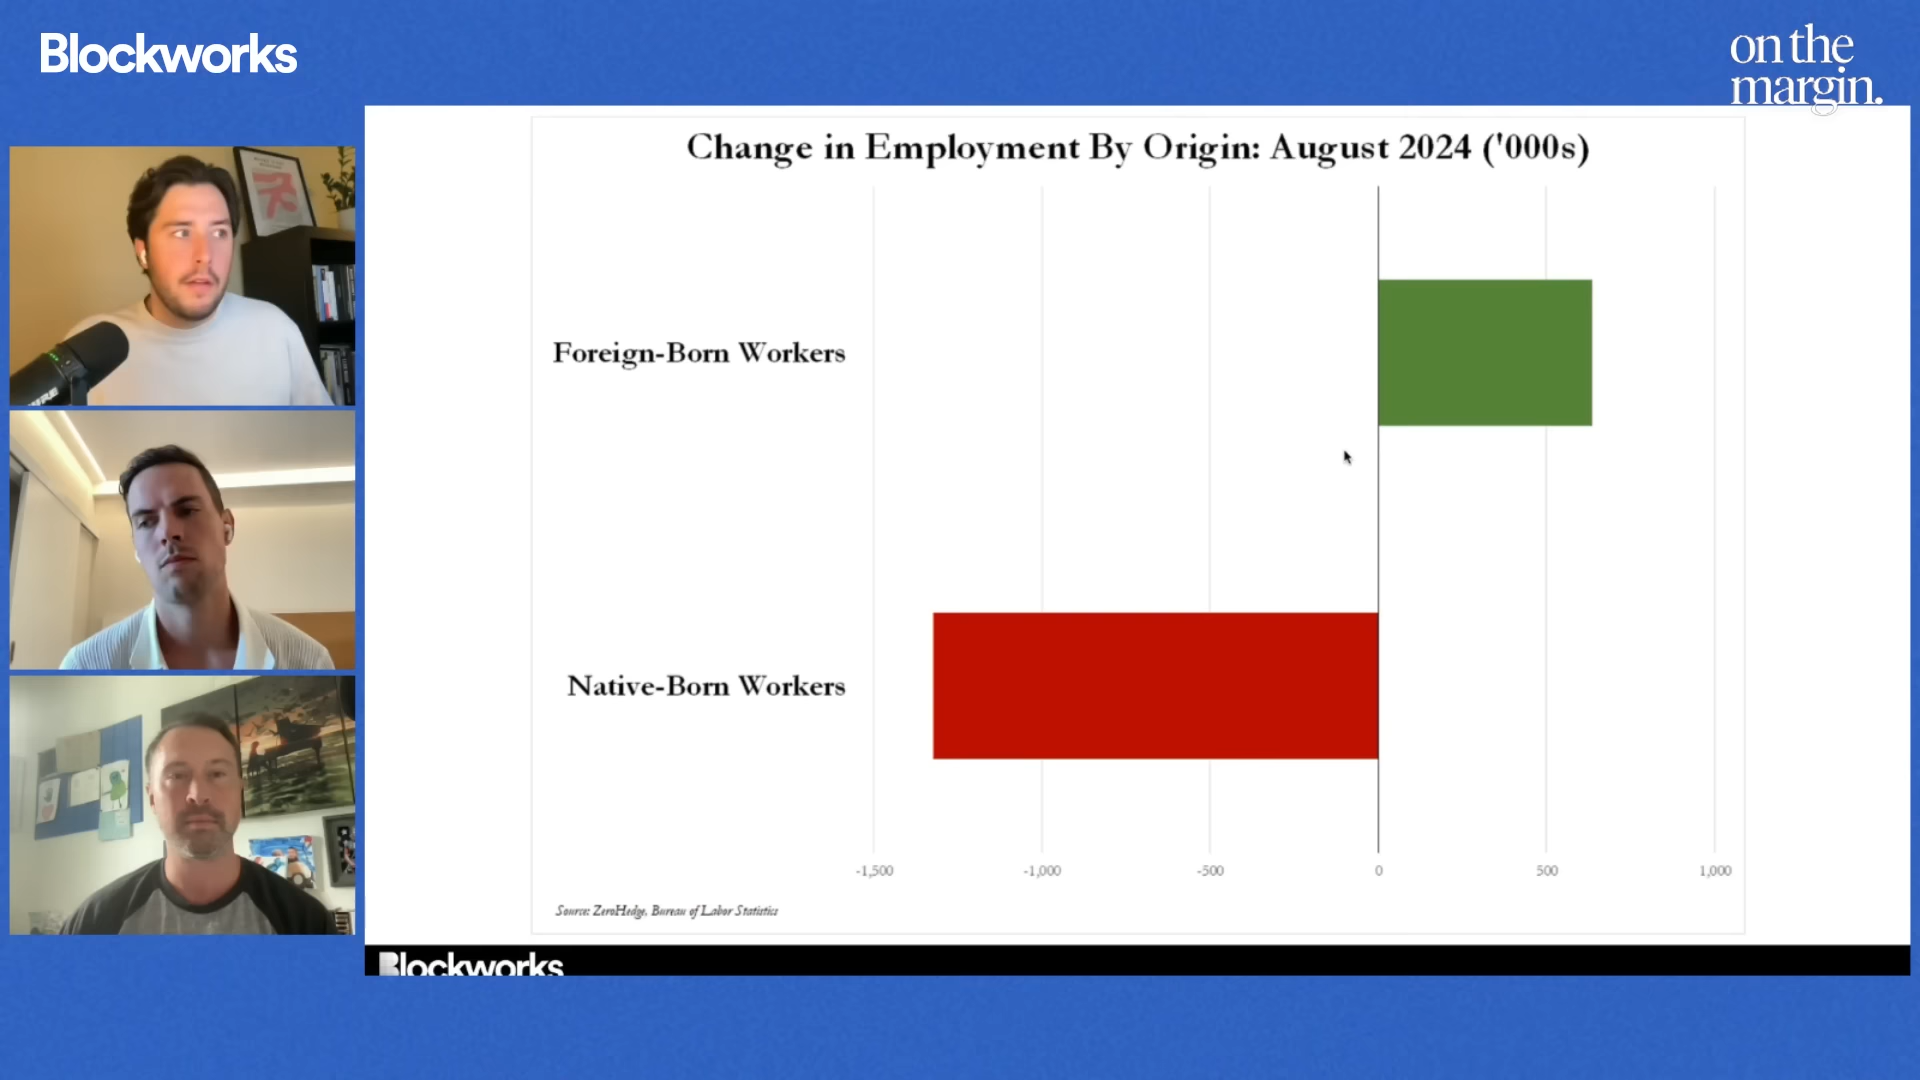 Blockworks
on the
margin.
Change in Employment By Origin: August 2024 ('000s)
Foreign-Born Workers
Native-Born Workers
-1,500 -1,000 -500 0 500 1,000
Source: ZeroHedge, Bureau of Labor Statistics
Blockworks